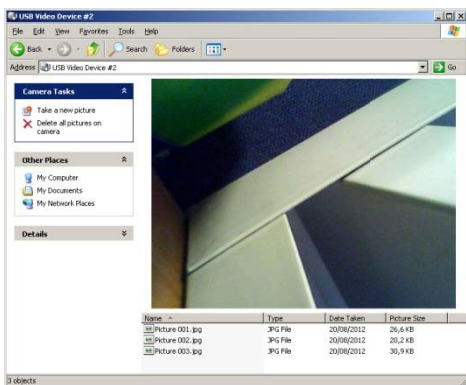 USB Video Device #2
File Edit View Favorites Tools Help
Back Search Folders
Address USB Video Device #2 Go
Camera Tasks
Take a new picture
Delete all pictures on
camera
Other Places
My Computer
My Documents
My Network Places
Details
Name Type Date Taken Picture Size
Picture 001.jpg JPG File 20/08/2012 26,6 KB
Picture 002.jpg JPG File 20/08/2012 20,2 KB
Picture 003.jpg JPG File 20/08/2012 30,9 KB
3 objects